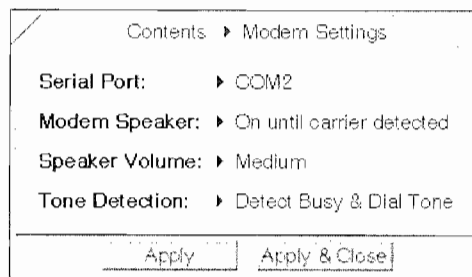 Contents ▸ Modem Settings
Serial Port: ▸ COM2
Modem Speaker: ▸ On until carrier detected
Speaker Volume: ▸ Medium
Tone Detection: ▸ Detect Busy & Dial Tone
Apply Apply & Close